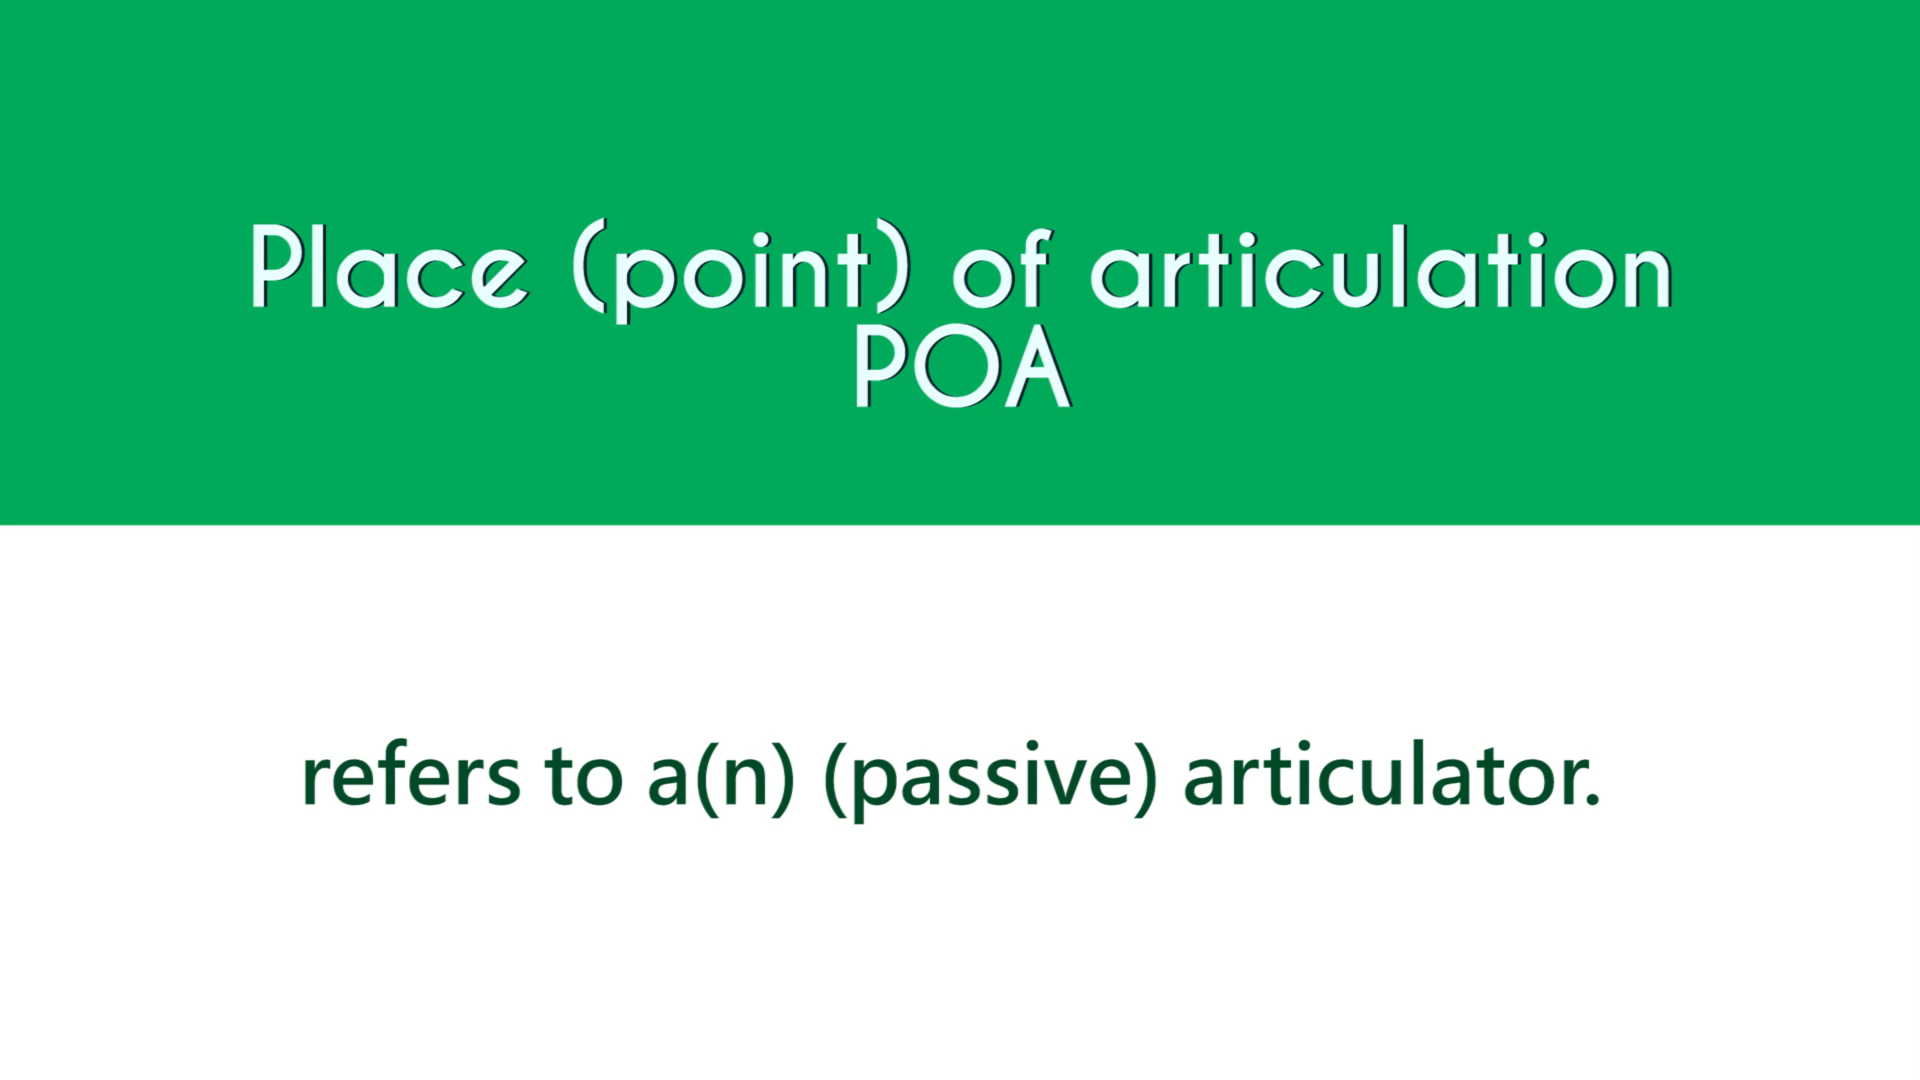 Place (point) of articulation
POA
refers to a(n) (passive) articulator.